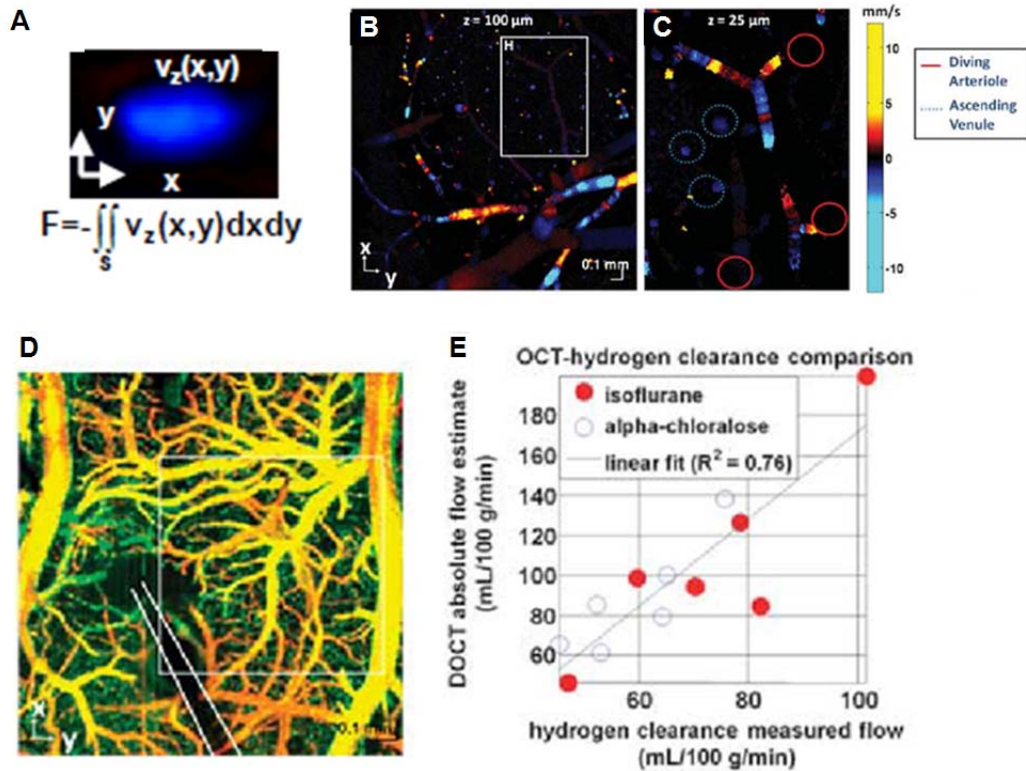 A
v_z(x,y)
y
x
F=-∬ v_z(x,y)dxdy
S
B
z = 100 µm
H
x
y
0.1 mm
C
z = 25 µm
mm/s
10
5
0
-5
-10
Diving
Arteriole
Ascending
Venule
D
x
y
0.1 mm
E
OCT-hydrogen clearance comparison
isoflurane
alpha-chloralose
linear fit (R² = 0.76)
DOCT absolute flow estimate
(mL/100 g/min)
180
160
140
120
100
80
60
60
80
100
hydrogen clearance measured flow
(mL/100 g/min)